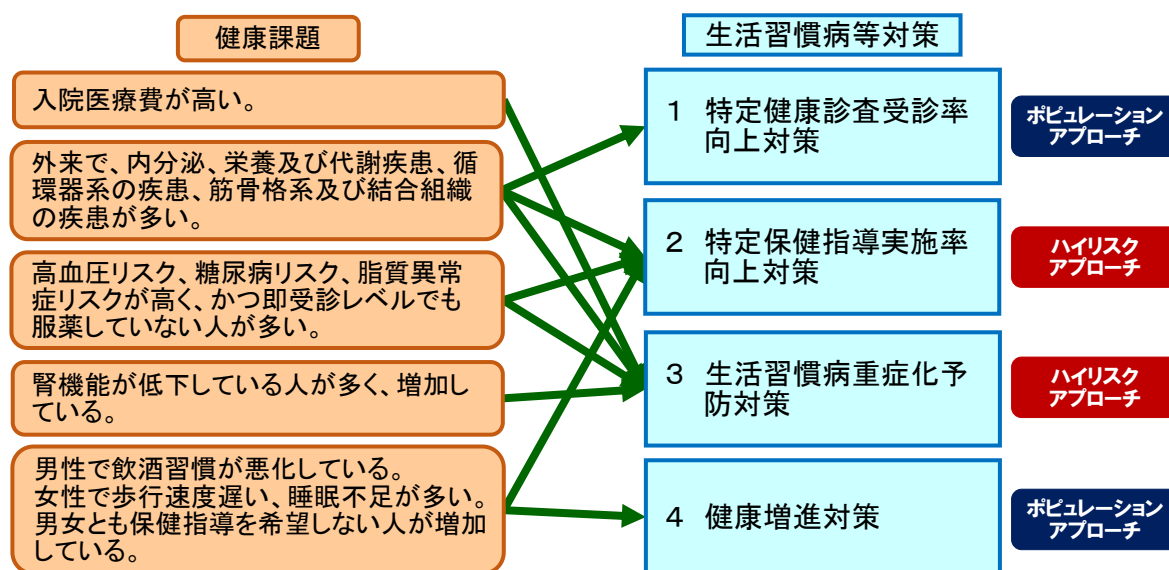 健康課題
入院医療費が高い。
外来で、内分泌、栄養及び代謝疾患、循
環器系の疾患、筋骨格系及び結合組織
の疾患が多い。
高血圧リスク、糖尿病リスク、脂質異常
症リスクが高く、かつ即受診レベルでも
服薬していない人が多い。
腎機能が低下している人が多く、増加し
ている。
男性で飲酒習慣が悪化している。
女性で歩行速度遅い、睡眠不足が多い。
男女とも保健指導を希望しない人が増加
している。
生活習慣病等対策
1 特定健康診査受診率
向上対策
ポピュレーション
アプローチ
2 特定保健指導実施率
向上対策
ハイリスク
アプローチ
3 生活習慣病重症化予
防対策
ハイリスク
アプローチ
4 健康増進対策
ポピュレーション
アプローチ